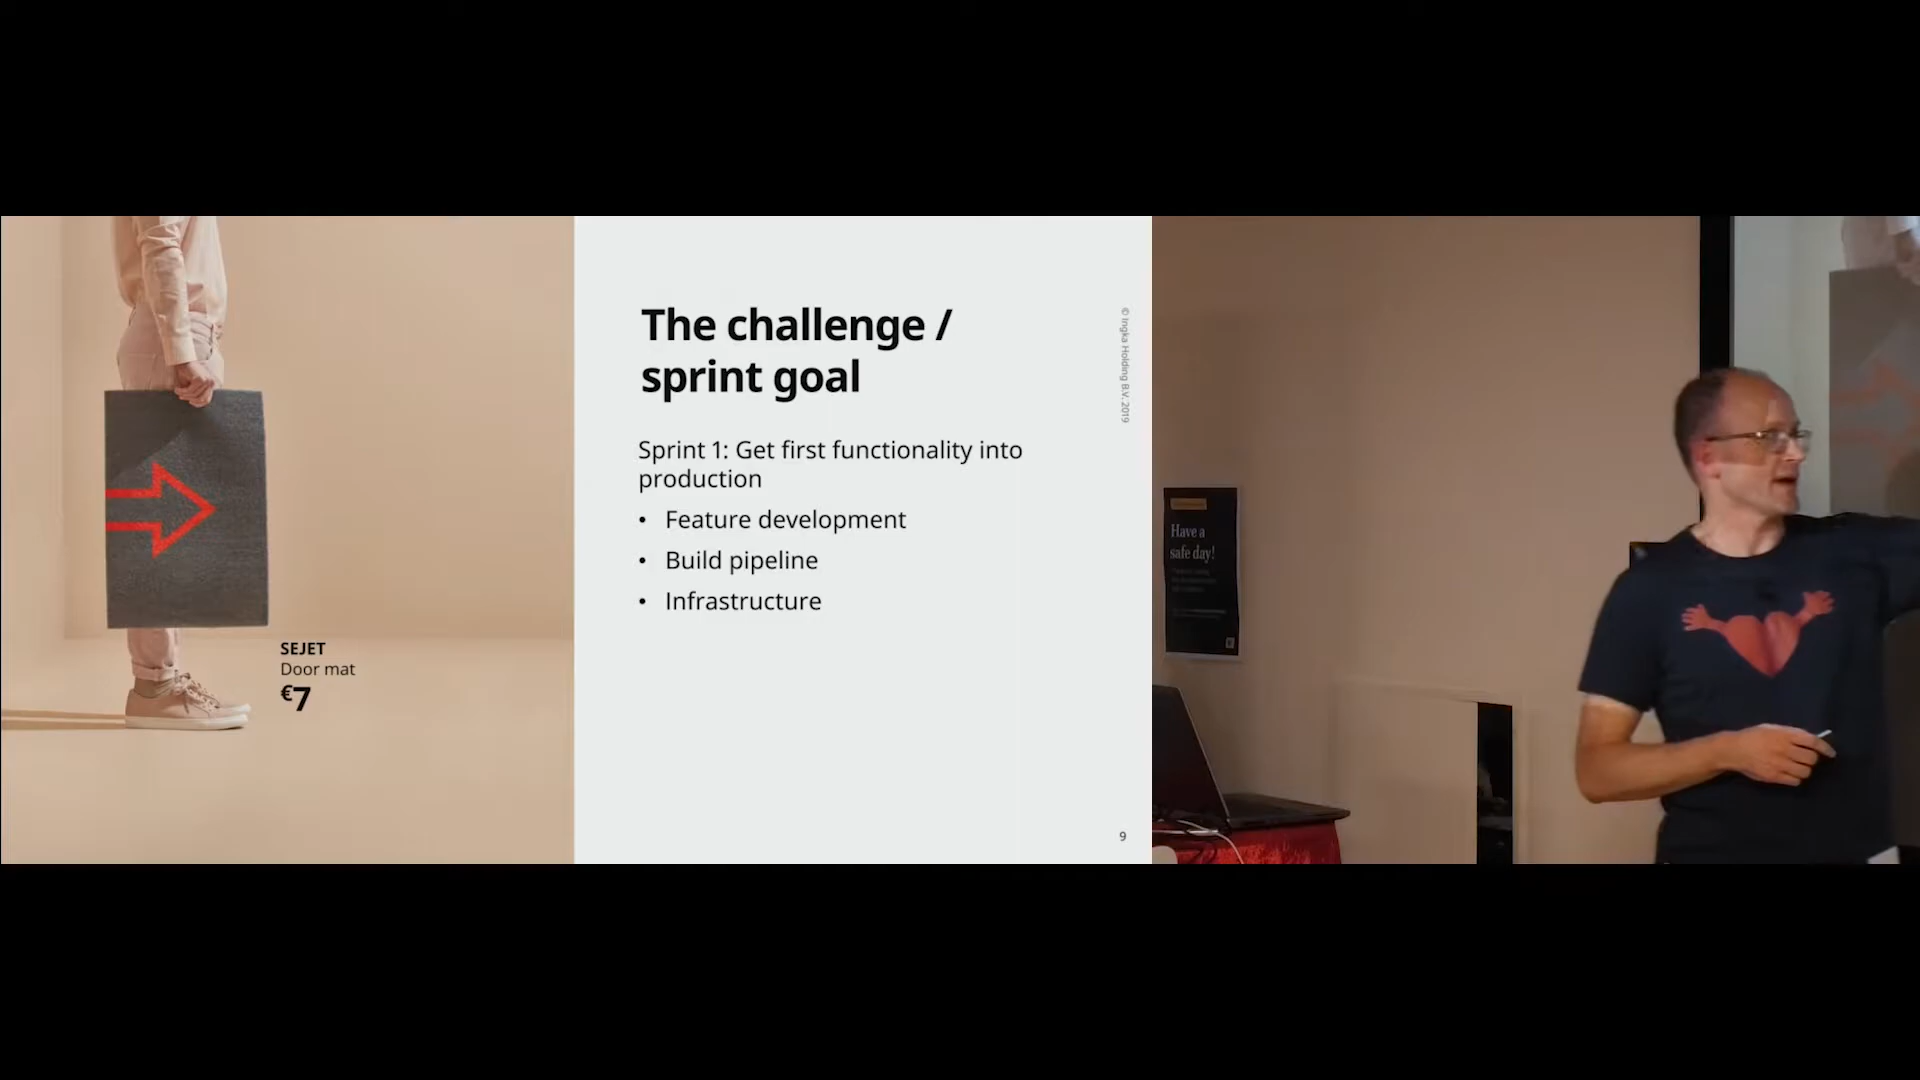 The challenge /
sprint goal
Sprint 1: Get first functionality into
production
• Feature development
• Build pipeline
• Infrastructure
© Ingka Holding B.V. 2019
SEJET
Door mat
€7
9
Have a
safe day!